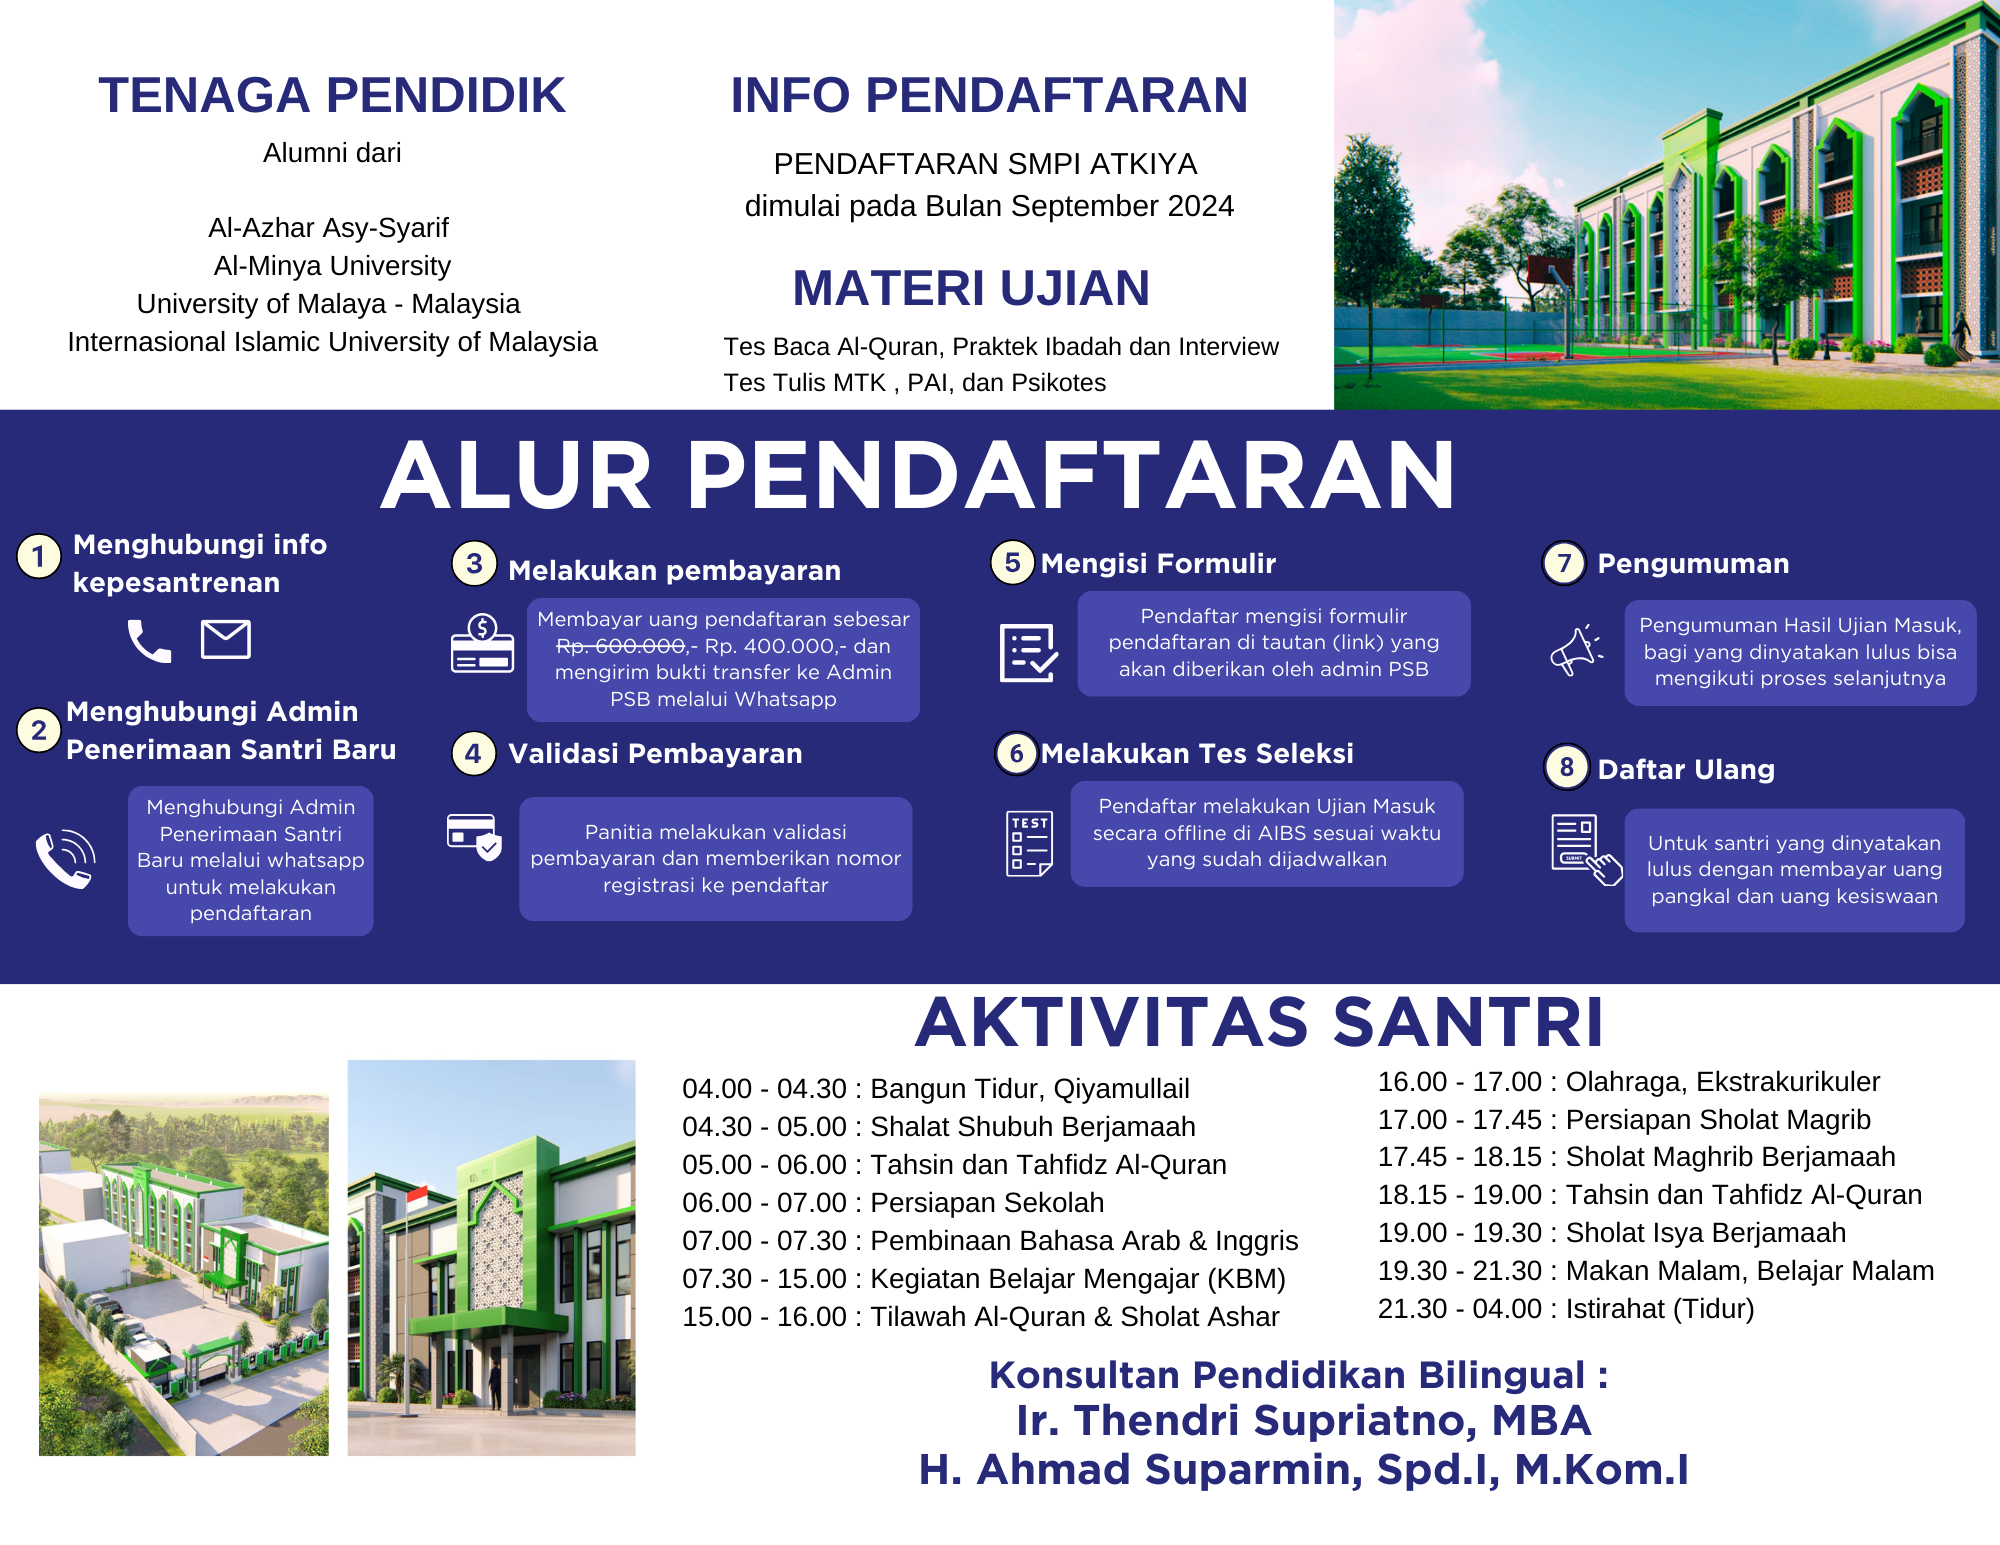 TENAGA PENDIDIK
Alumni dari
Al-Azhar Asy-Syarif
Al-Minya University
University of Malaya - Malaysia
Internasional Islamic University of Malaysia
INFO PENDAFTARAN
PENDAFTARAN SMPI ATKIYA
dimulai pada Bulan September 2024
MATERI UJIAN
Tes Baca Al-Quran, Praktek Ibadah dan Interview
Tes Tulis MTK , PAI, dan Psikotes
ALUR PENDAFTARAN
1
Menghubungi info
kepesantrenan
2
Menghubungi Admin
Penerimaan Santri Baru
Menghubungi Admin
Penerimaan Santri
Baru melalui whatsapp
untuk melakukan
pendaftaran
3
Melakukan pembayaran
Membayar uang pendaftaran sebesar
Rp. 600.000,- Rp. 400.000,- dan
mengirim bukti transfer ke Admin
PSB melalui Whatsapp
4
Validasi Pembayaran
Panitia melakukan validasi
pembayaran dan memberikan nomor
registrasi ke pendaftar
5
Mengisi Formulir
Pendaftar mengisi formulir
pendaftaran di tautan (link) yang
akan diberikan oleh admin PSB
6
Melakukan Tes Seleksi
TEST
Pendaftar melakukan Ujian Masuk
secara offline di AIBS sesuai waktu
yang sudah dijadwalkan
7
Pengumuman
Pengumuman Hasil Ujian Masuk,
bagi yang dinyatakan lulus bisa
mengikuti proses selanjutnya
8
Daftar Ulang
SUBMIT
Untuk santri yang dinyatakan
lulus dengan membayar uang
pangkal dan uang kesiswaan
AKTIVITAS SANTRI
04.00 - 04.30 : Bangun Tidur, Qiyamullail
04.30 - 05.00 : Shalat Shubuh Berjamaah
05.00 - 06.00 : Tahsin dan Tahfidz Al-Quran
06.00 - 07.00 : Persiapan Sekolah
07.00 - 07.30 : Pembinaan Bahasa Arab & Inggris
07.30 - 15.00 : Kegiatan Belajar Mengajar (KBM)
15.00 - 16.00 : Tilawah Al-Quran & Sholat Ashar
16.00 - 17.00 : Olahraga, Ekstrakurikuler
17.00 - 17.45 : Persiapan Sholat Magrib
17.45 - 18.15 : Sholat Maghrib Berjamaah
18.15 - 19.00 : Tahsin dan Tahfidz Al-Quran
19.00 - 19.30 : Sholat Isya Berjamaah
19.30 - 21.30 : Makan Malam, Belajar Malam
21.30 - 04.00 : Istirahat (Tidur)
Konsultan Pendidikan Bilingual :
Ir. Thendri Supriatno, MBA
H. Ahmad Suparmin, Spd.I, M.Kom.I